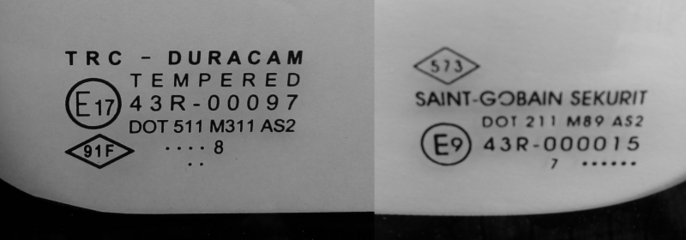 TRC - DURACAM
TEMPERED
E17 43R-00097
DOT 511 M311 AS2
91F .... 8
..
573
SAINT-GOBAIN SEKURIT
DOT 211 M89 AS2
E9 43R-000015
7 ......